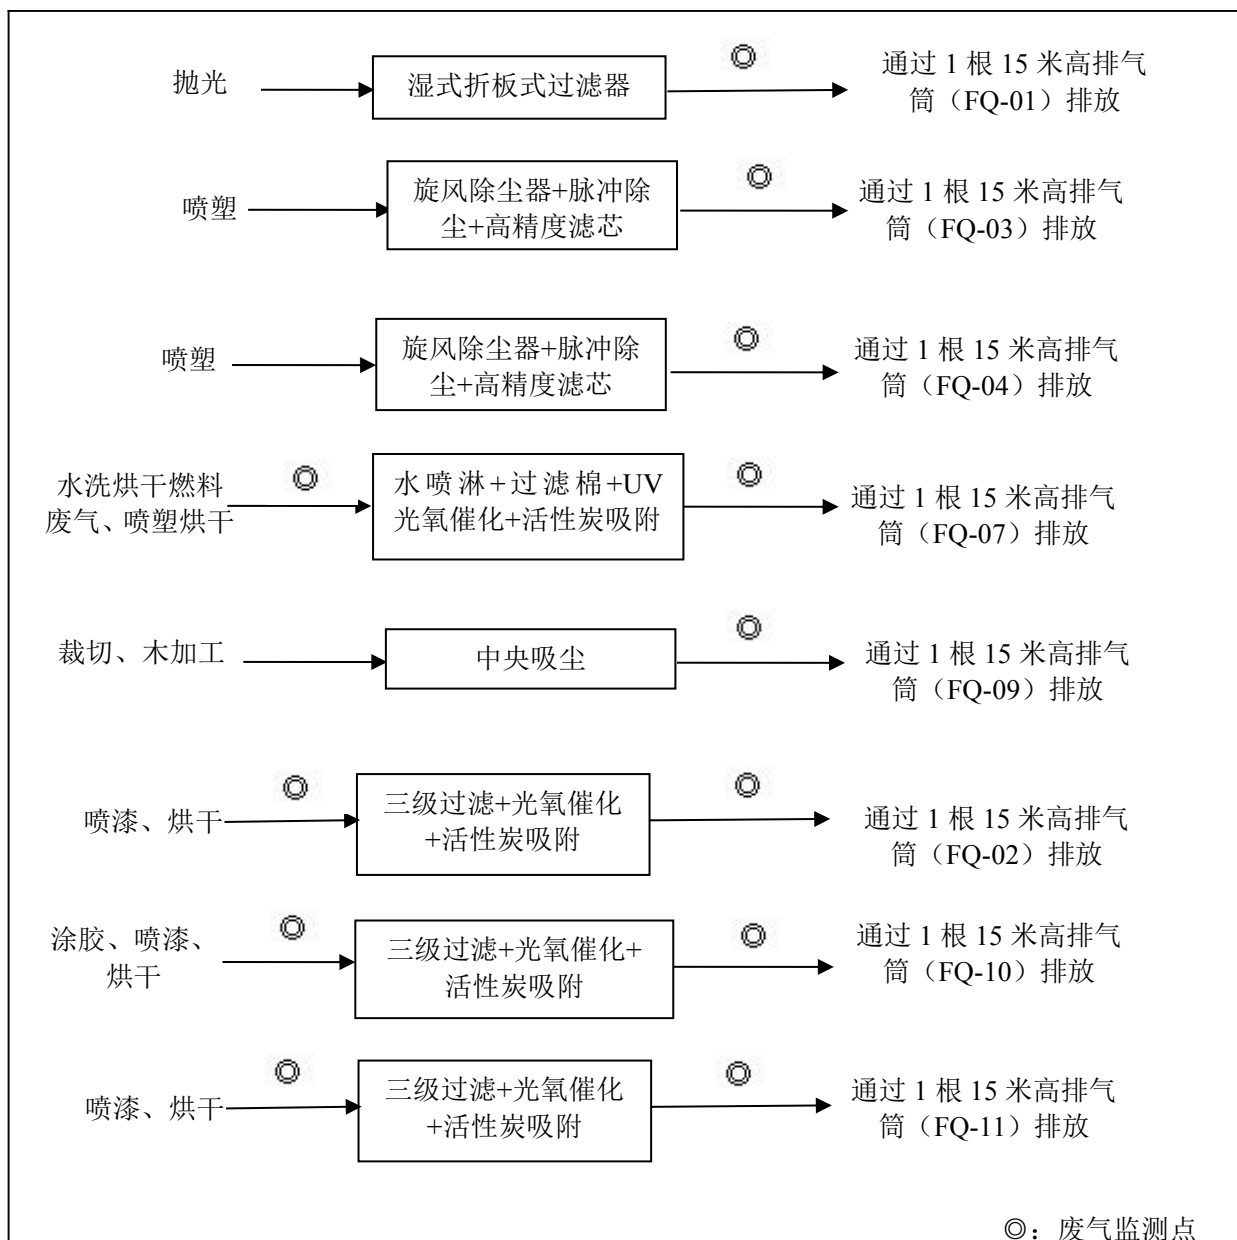 抛光
湿式折板式过滤器
◎
通过 1 根 15 米高排气
筒（FQ-01）排放
喷塑
旋风除尘器+脉冲除
尘+高精度滤芯
◎
通过 1 根 15 米高排气
筒（FQ-03）排放
喷塑
旋风除尘器+脉冲除
尘+高精度滤芯
◎
通过 1 根 15 米高排气
筒（FQ-04）排放
水洗烘干燃料
废气、喷塑烘干
◎
水喷淋+过滤棉+UV
光氧催化+活性炭吸附
◎
通过 1 根 15 米高排气
筒（FQ-07）排放
裁切、木加工
中央吸尘
◎
通过 1 根 15 米高排气
筒（FQ-09）排放
喷漆、烘干
◎
三级过滤+光氧催化
+活性炭吸附
◎
通过 1 根 15 米高排气
筒（FQ-02）排放
涂胶、喷漆、
烘干
◎
三级过滤+光氧催化+
活性炭吸附
◎
通过 1 根 15 米高排气
筒（FQ-10）排放
喷漆、烘干
◎
三级过滤+光氧催化
+活性炭吸附
◎
通过 1 根 15 米高排气
筒（FQ-11）排放
◎：废气监测点